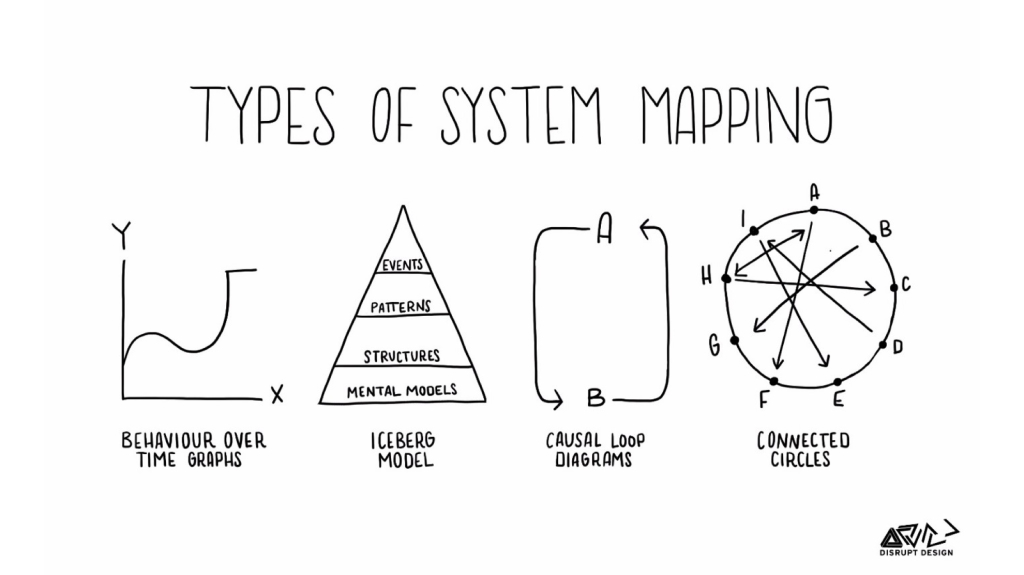 TYPES OF SYSTEM MAPPING
Y
X
BEHAVIOUR OVER
TIME GRAPHS
EVENTS
PATTERNS
STRUCTURES
MENTAL MODELS
ICEBERG
MODEL
A
B
CAUSAL LOOP
DIAGRAMS
A
B
C
D
E
F
G
H
I
CONNECTED
CIRCLES
DISRUPT DESIGN